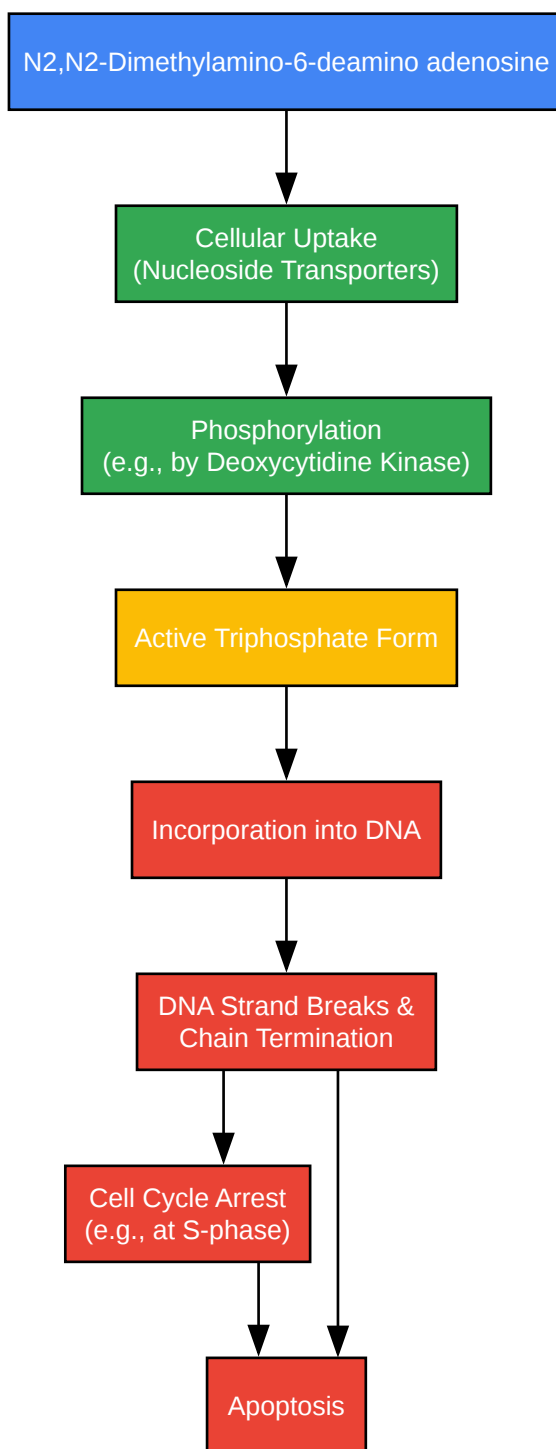 N2,N2-Dimethylamino-6-deamino adenosine
Cellular Uptake
(Nucleoside Transporters)
Phosphorylation
(e.g., by Deoxycytidine Kinase)
Active Triphosphate Form
Incorporation into DNA
DNA Strand Breaks &
Chain Termination
Cell Cycle Arrest
(e.g., at S-phase)
Apoptosis